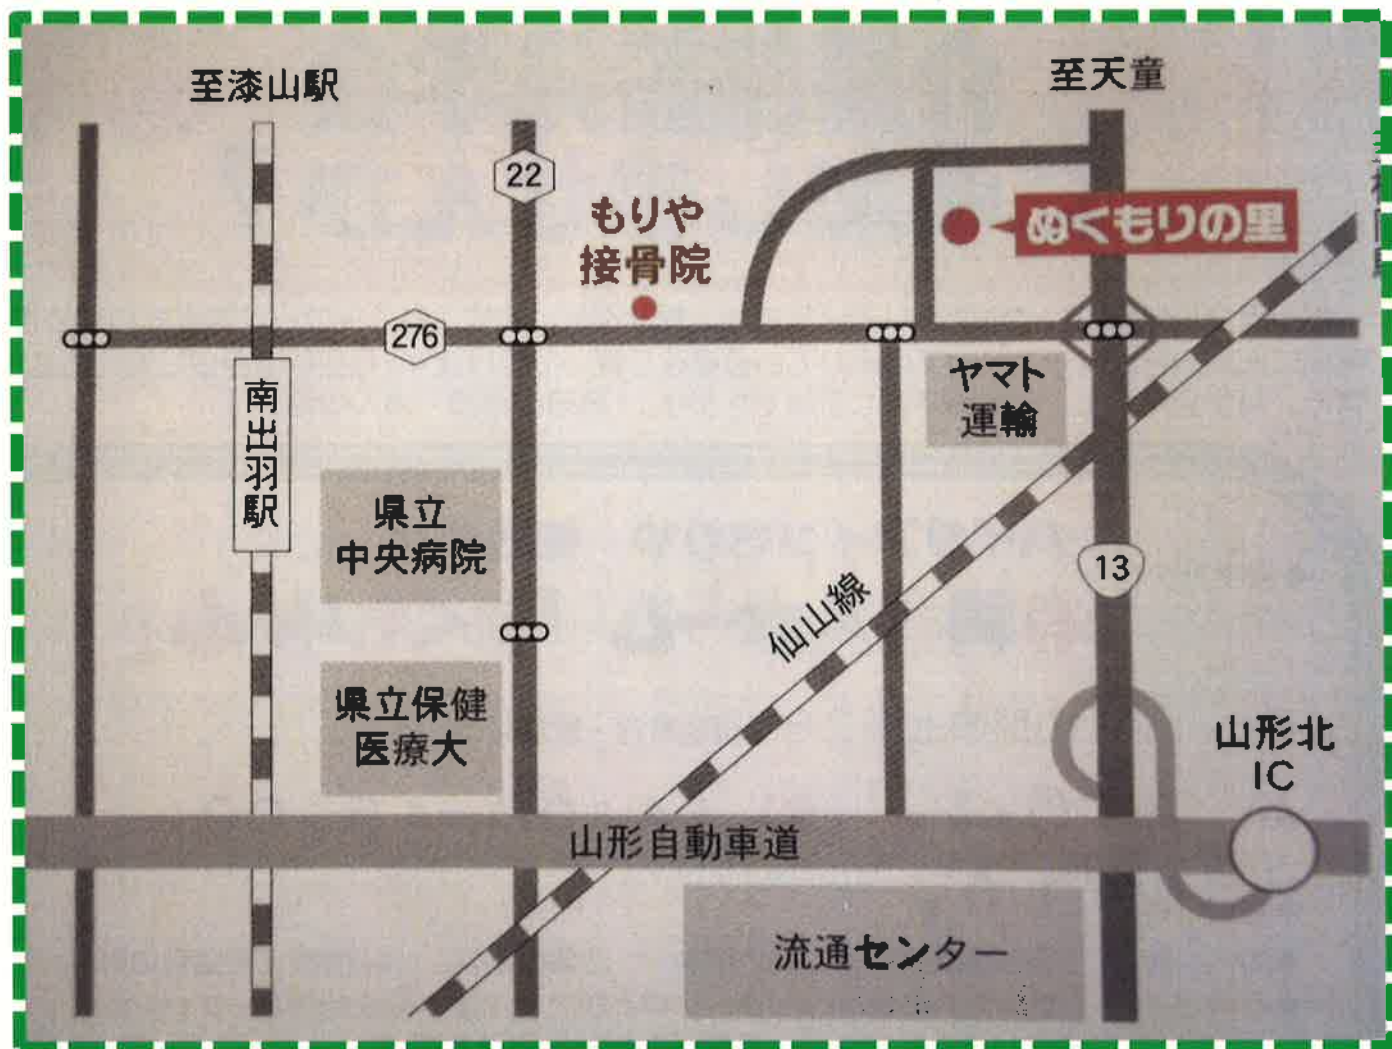 至漆山駅
至天童
22
もりや
接骨院
ぬくもりの里
276
ヤマト
運輸
南出羽駅
県立
中央病院
13
仙山線
県立保健
医療大
山形北
IC
山形自動車道
流通センター